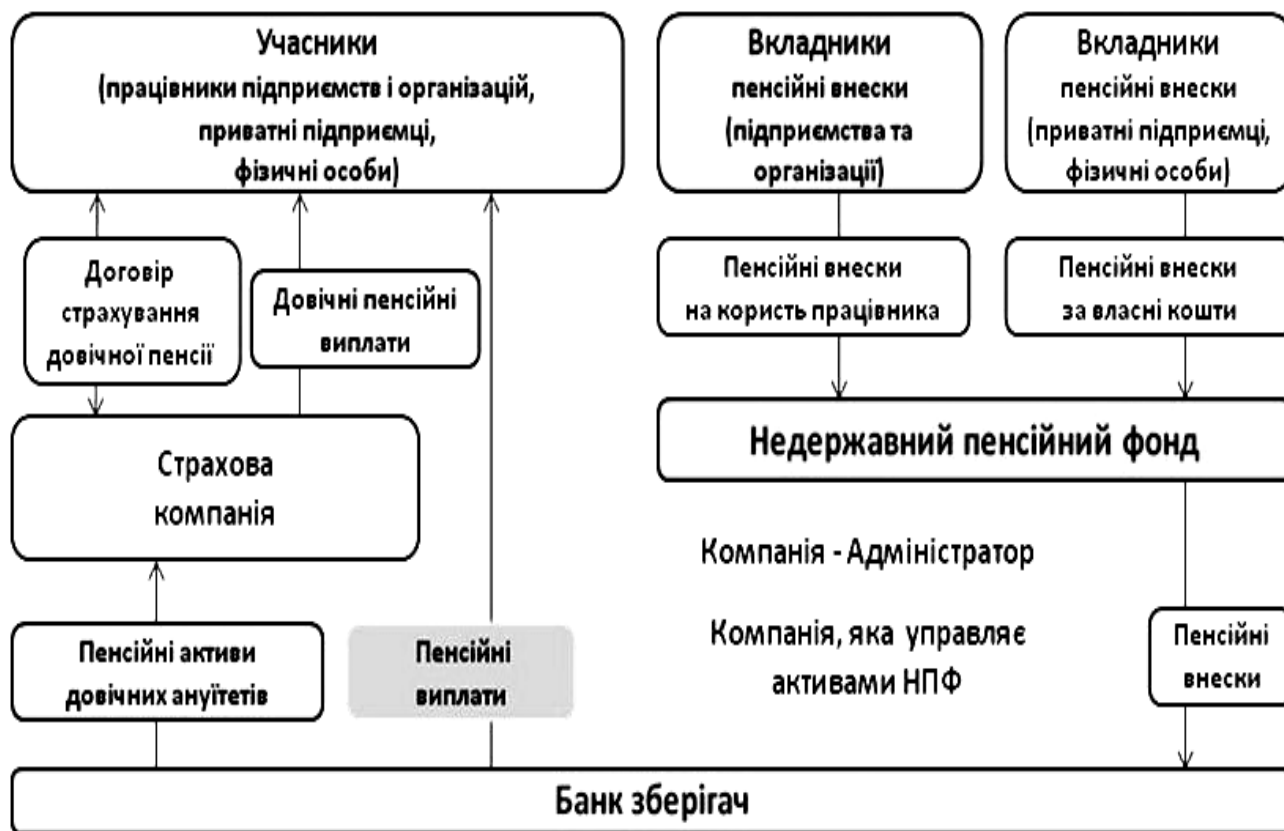 Учасники
(працівники підприємств і організацій,
приватні підприємці,
фізичні особи)
Вкладники
пенсійні внески
(підприємства та
організації)
Вкладники
пенсійні внески
(приватні підприємці,
фізичні особи)
Договір
страхування
довічної пенсії
Довічні пенсійні
виплати
Пенсійні внески
на користь працівника
Пенсійні внески
за власні кошти
Страхова
компанія
Недержавний пенсійний фонд
Компанія - Адміністратор
Компанія, яка управляє
активами НПФ
Пенсійні активи
довічних ануїтетів
Пенсійні
виплати
Пенсійні
внески
Банк зберігач